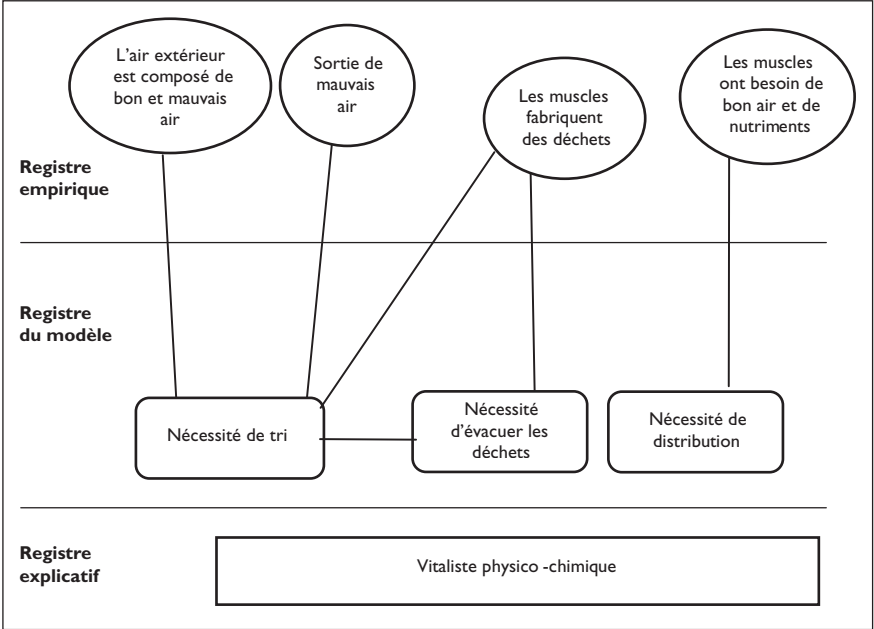 L'air extérieur
est composé de
bon et mauvais
air
Sortie de
mauvais
air
Les muscles
fabriquent
des déchets
Les muscles
ont besoin de
bon air et de
nutriments
Registre
empirique
Registre
du modèle
Nécessité de tri
Nécessité
d'évacuer les
déchets
Nécessité de
distribution
Registre
explicatif
Vitaliste physico -chimique